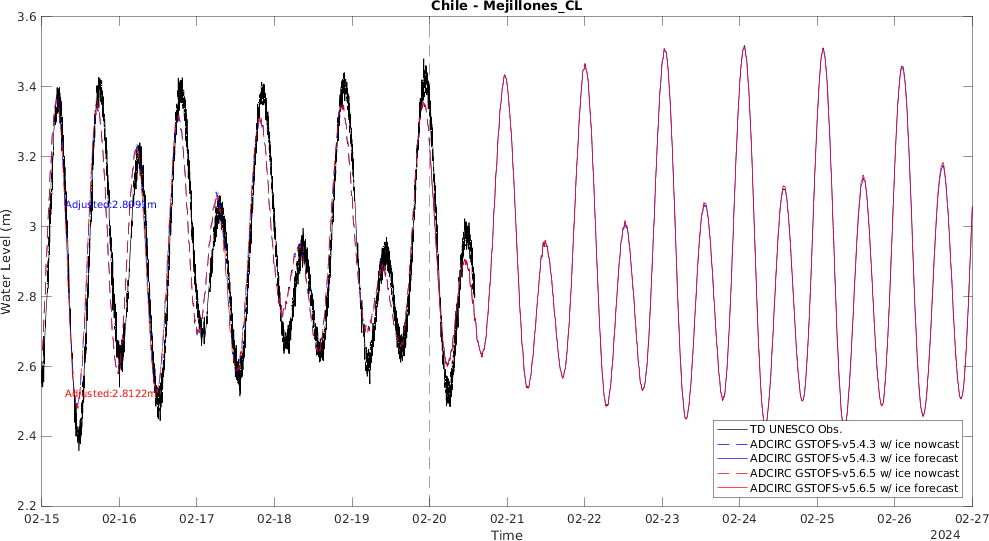 Chile - Mejillones_CL
3.6
3.4
3.2
3
2.8
2.6
2.4
2.2
Water Level (m)
Adjusted:2.8092m
Adjusted:2.8122m
TD UNESCO Obs.
ADCIRC GSTOFS-v5.4.3 w/ ice nowcast
ADCIRC GSTOFS-v5.4.3 w/ ice forecast
ADCIRC GSTOFS-v5.6.5 w/ ice nowcast
ADCIRC GSTOFS-v5.6.5 w/ ice forecast
02-15 02-16 02-17 02-18 02-19 02-20 02-21 02-22 02-23 02-24 02-25 02-26 02-27
Time
2024